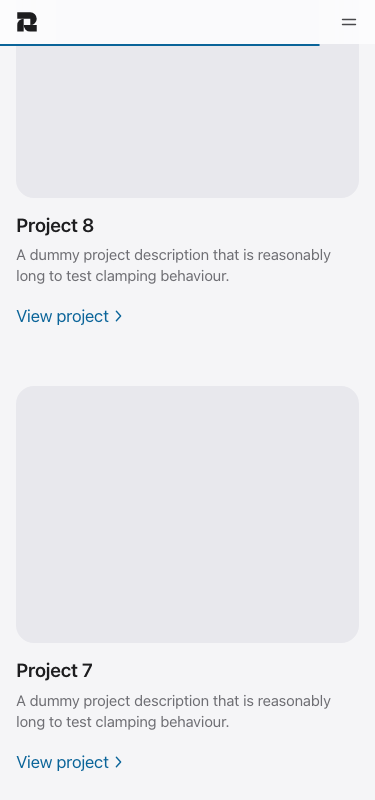 Project 8
A dummy project description that is reasonably
long to test clamping behaviour.
View project
Project 7
A dummy project description that is reasonably
long to test clamping behaviour.
View project